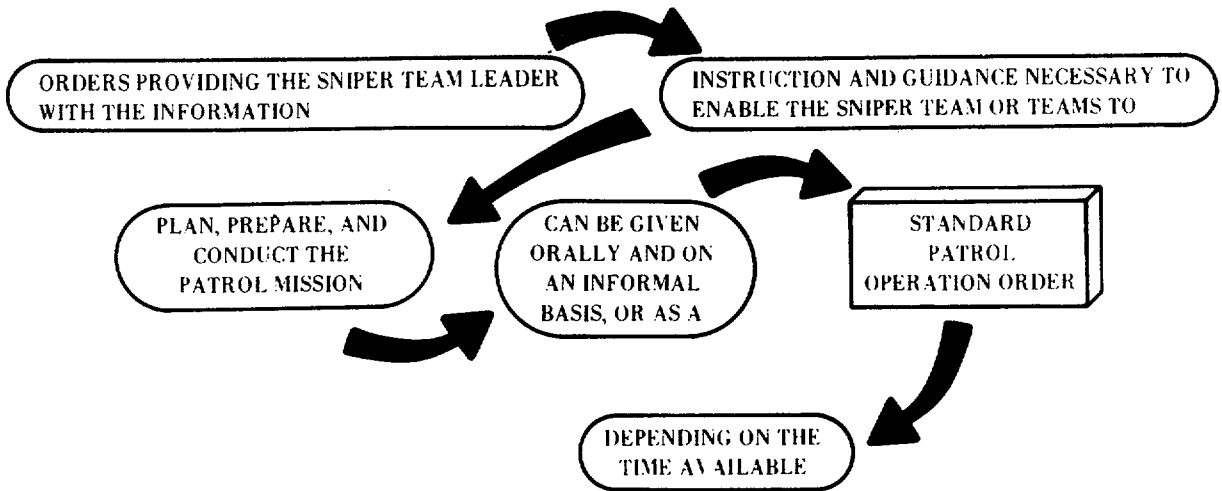 ORDERS PROVIDING THE SNIPER TEAM LEADER
WITH THE INFORMATION
INSTRUCTION AND GUIDANCE NECESSARY TO
ENABLE THE SNIPER TEAM OR TEAMS TO
PLAN, PREPARE, AND
CONDUCT THE
PATROL MISSION
CAN BE GIVEN
ORALLY AND ON
AN INFORMAL
BASIS, OR AS A
STANDARD
PATROL
OPERATION ORDER
DEPENDING ON THE
TIME AVAILABLE